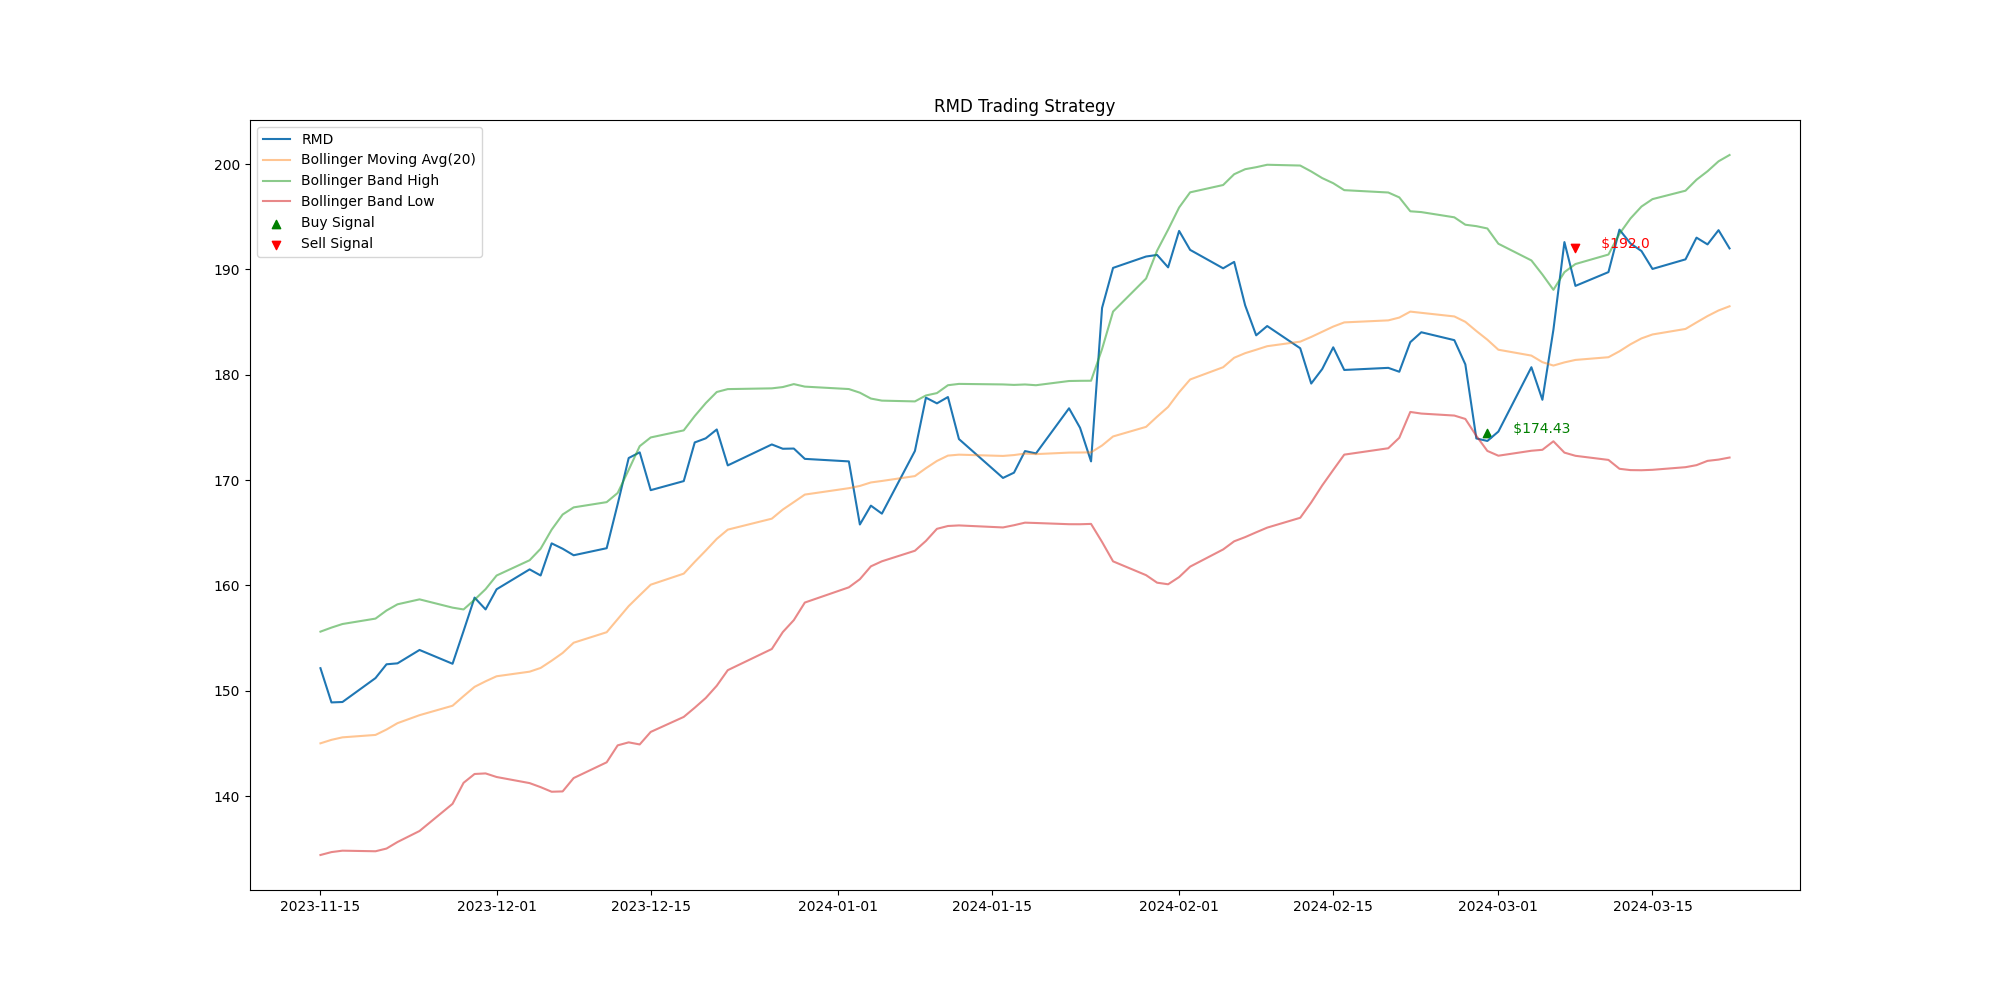 RMD Trading Strategy
RMD
Bollinger Moving Avg(20)
Bollinger Band High
Bollinger Band Low
Buy Signal
Sell Signal
200
190
180
170
160
150
140
$192.0
$174.43
2023-11-15 2023-12-01 2023-12-15 2024-01-01 2024-01-15 2024-02-01 2024-02-15 2024-03-01 2024-03-15